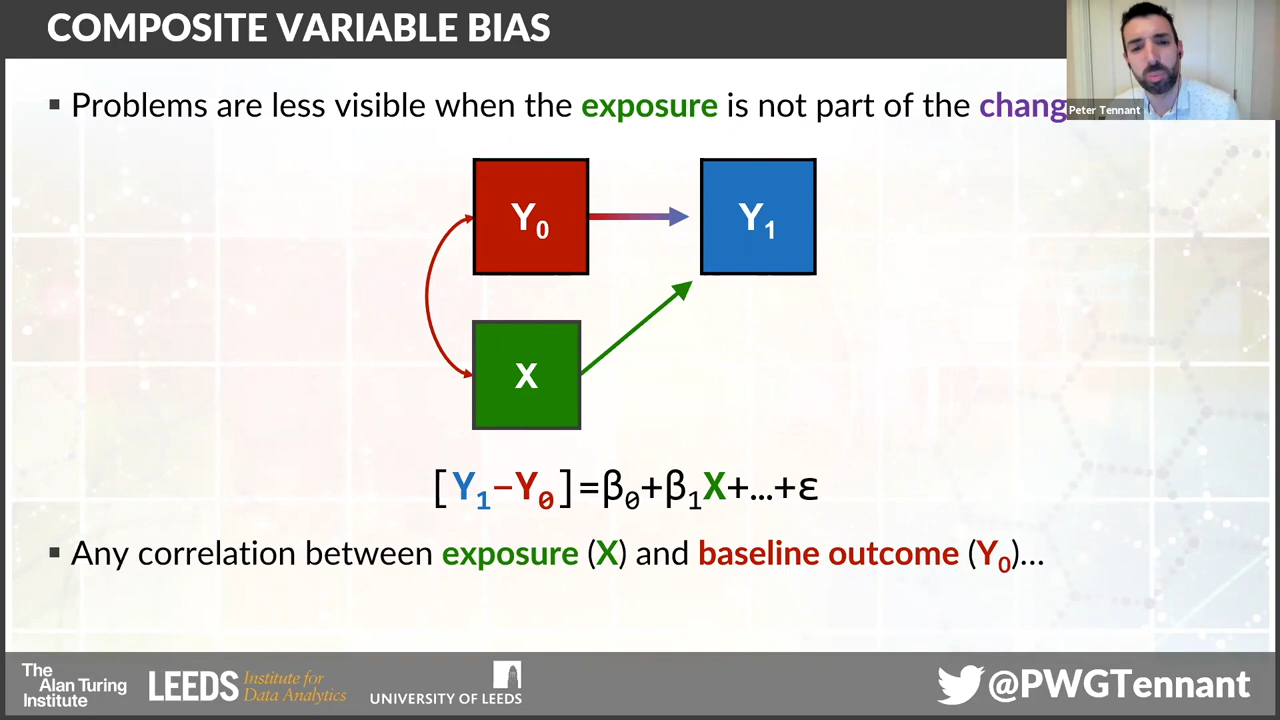 COMPOSITE VARIABLE BIAS
Peter Tennant
▪ Problems are less visible when the exposure is not part of the chang
Y₀
Y₁
X
[Y₁−Y₀]=β₀+β₁X+…+ε
▪ Any correlation between exposure (X) and baseline outcome (Y₀)…
The
Alan Turing
Institute
LEEDS Institute for
Data Analytics
UNIVERSITY OF LEEDS
@PWGTennant